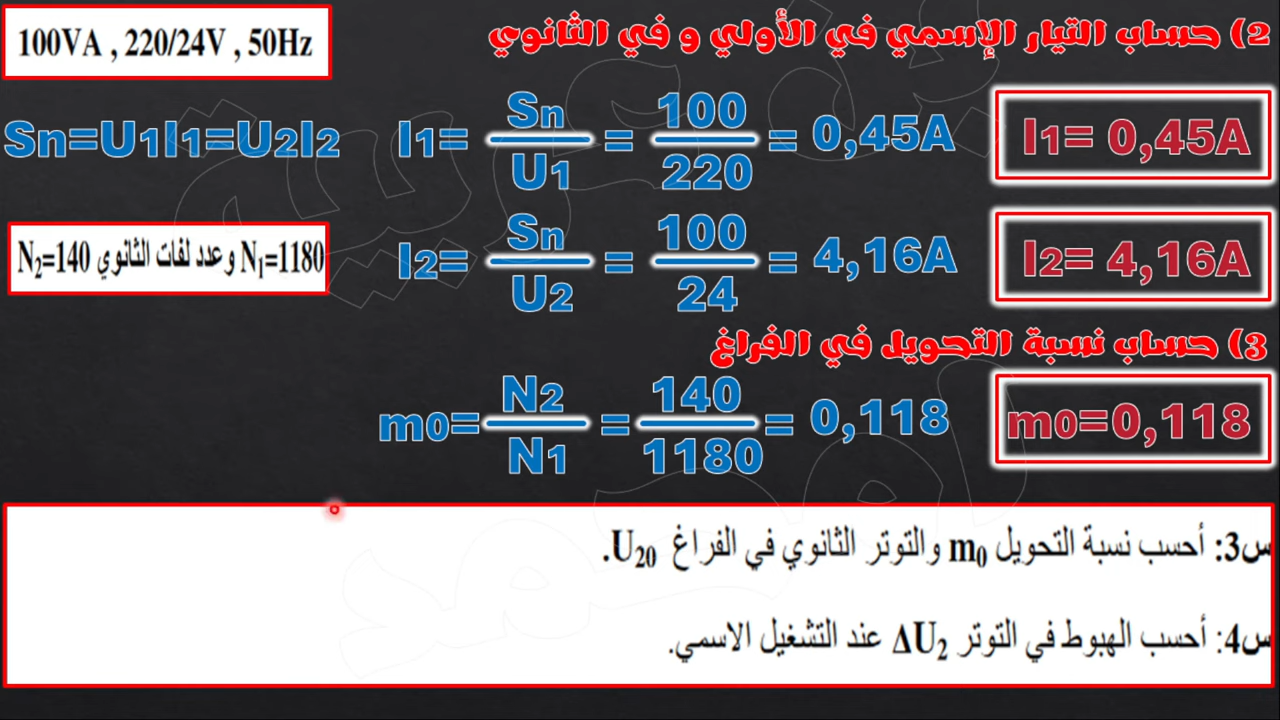 100VA , 220/24V , 50Hz
2) حساب التيار الإسمي في الأولي و في الثانوي
Sn=U1I1=U2I2
I1= Sn/U1 = 100/220 = 0,45A
I1= 0,45A
N₁=1180 و عدد لفات الثانوي N₂=140
I2= Sn/U2 = 100/24 = 4,16A
I2= 4,16A
3) حساب نسبة التحويل في الفراغ
m0= N2/N1 = 140/1180 = 0,118
m0=0,118
س3: أحسب نسبة التحويل m₀ والتوتر الثانوي في الفراغ U₂₀.
س4: أحسب الهبوط في التوتر ΔU₂ عند التشغيل الاسمي.